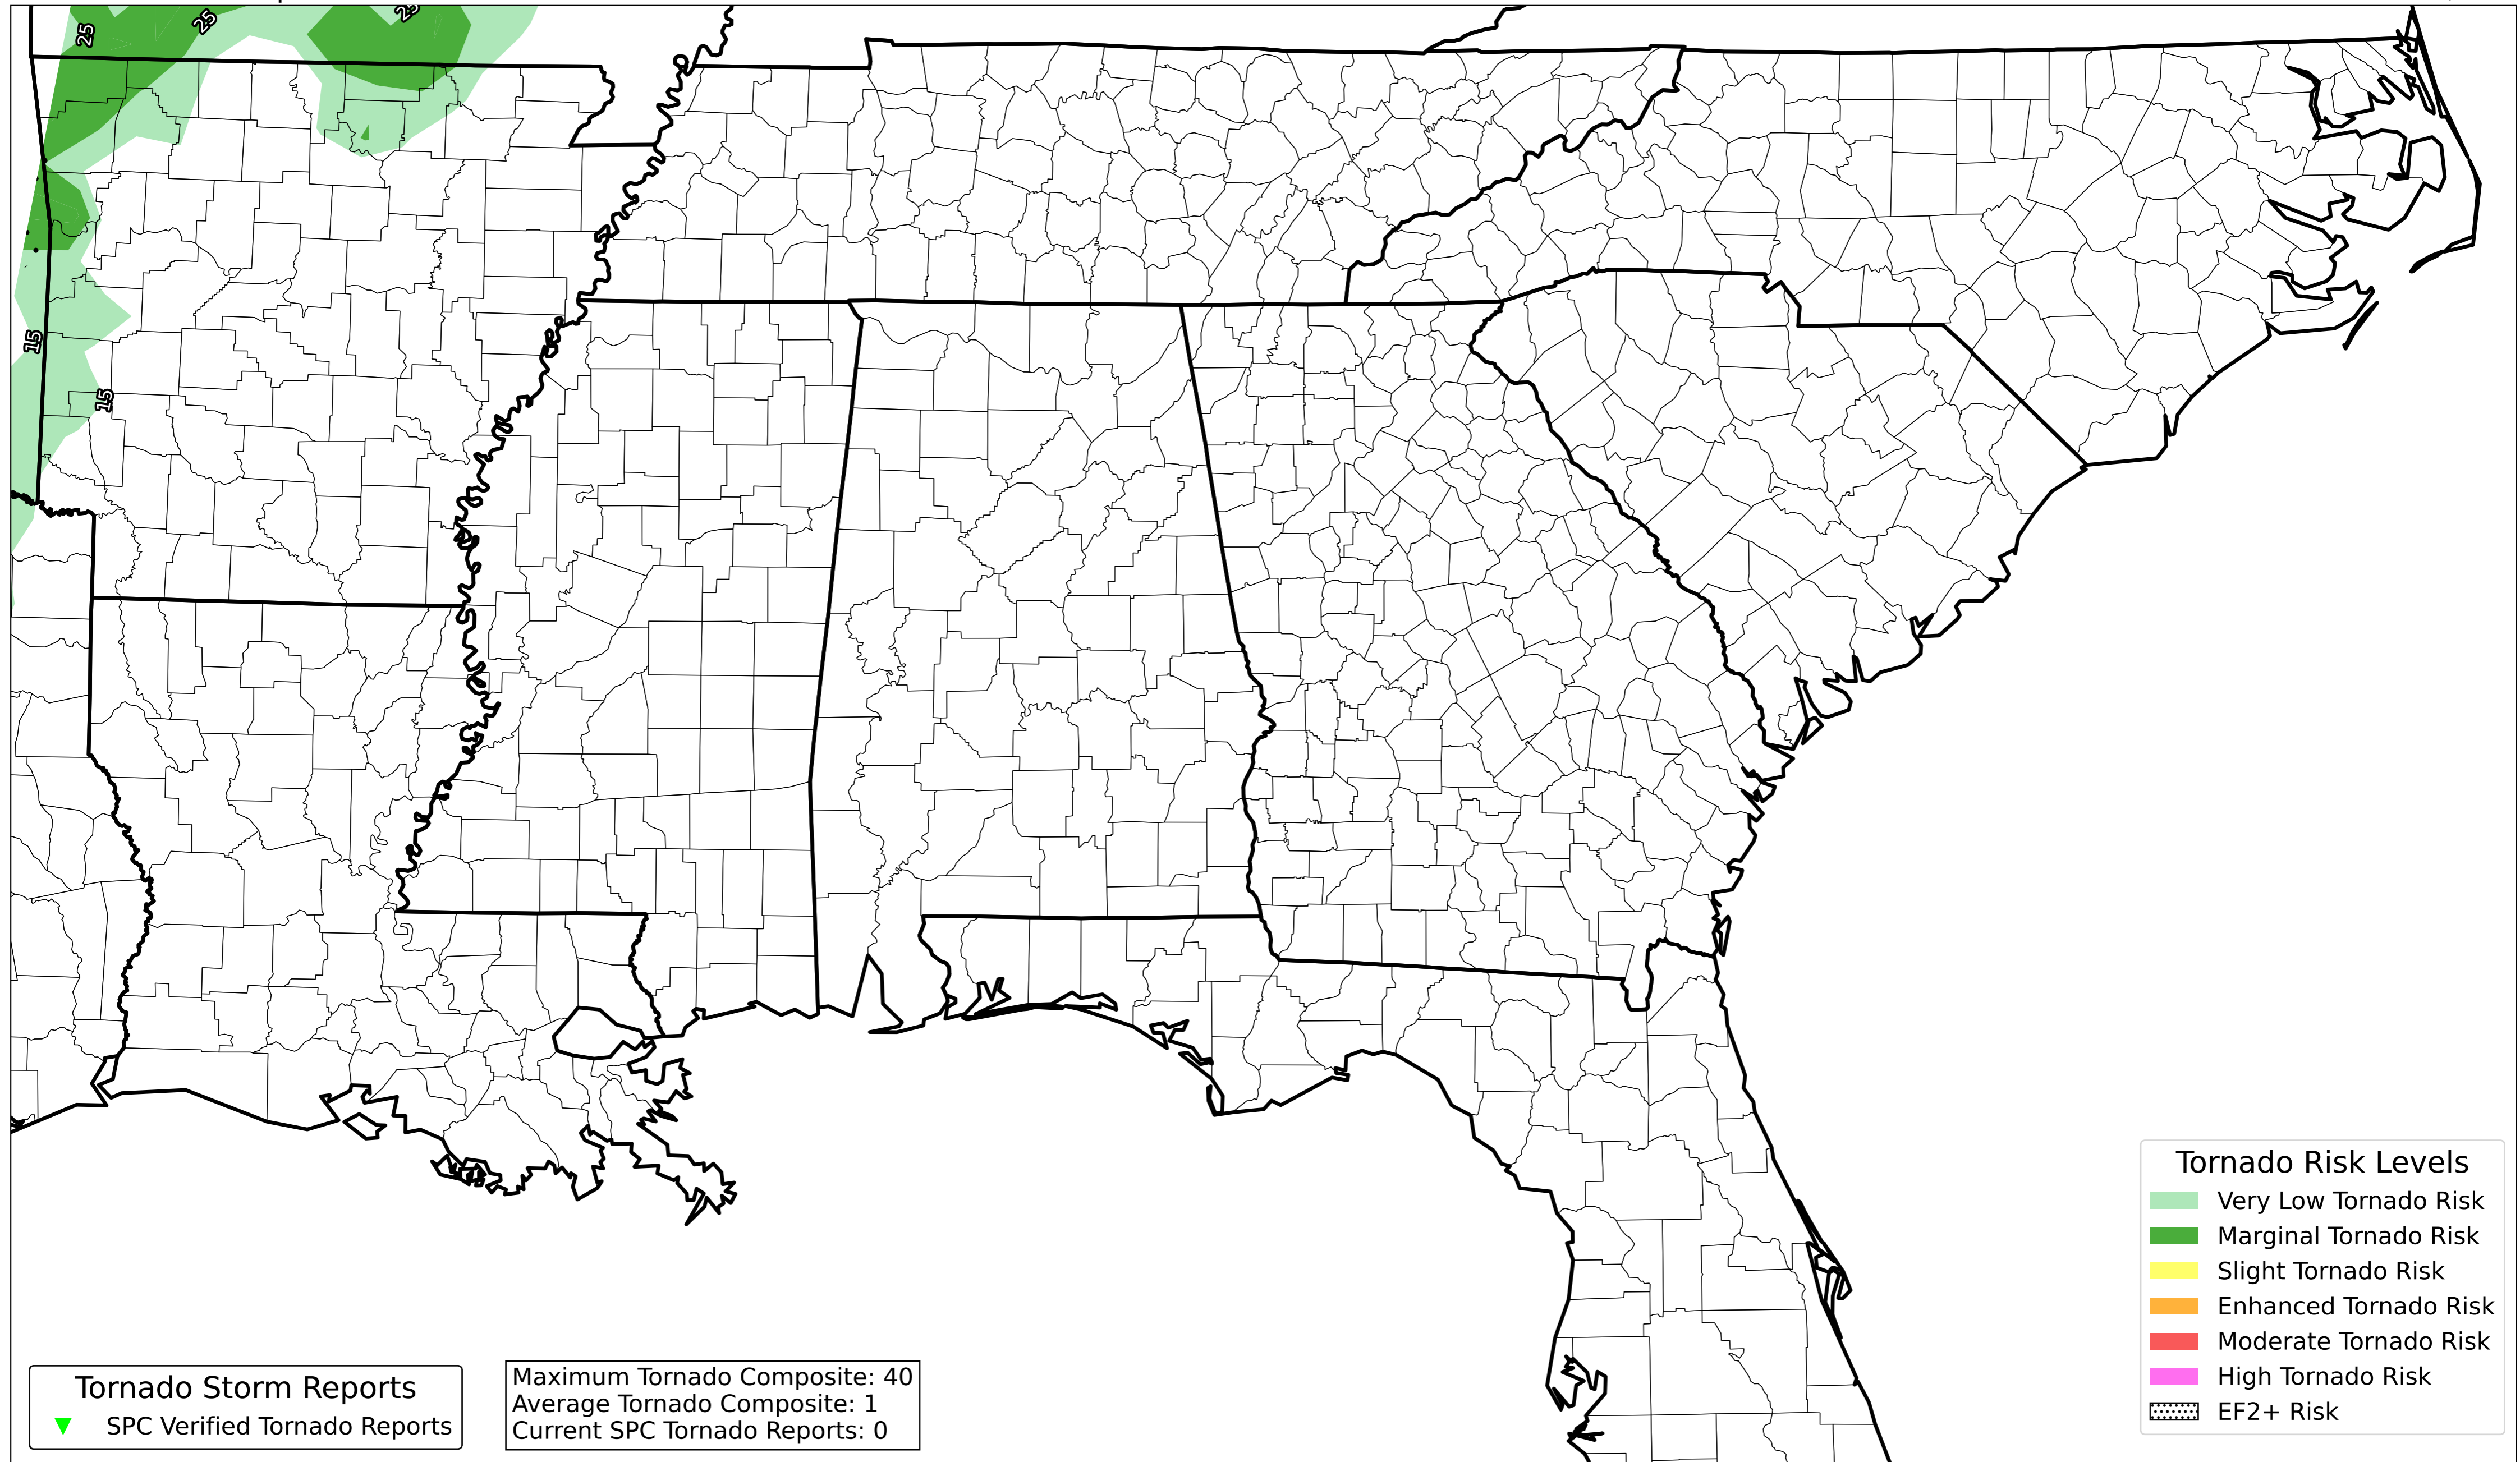 25
25
25
15
15
Tornado Risk Levels
Very Low Tornado Risk
Marginal Tornado Risk
Slight Tornado Risk
Enhanced Tornado Risk
Moderate Tornado Risk
High Tornado Risk
EF2+ Risk
Tornado Storm Reports
SPC Verified Tornado Reports
Maximum Tornado Composite: 40
Average Tornado Composite: 1
Current SPC Tornado Reports: 0